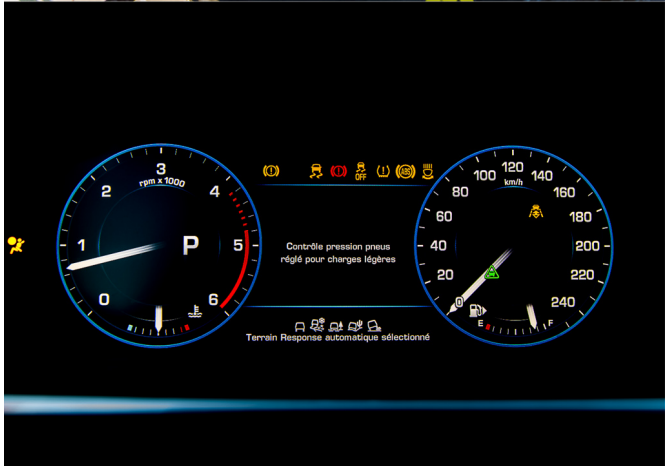 3
rpm x 1000
2
4
1
P
5
0
6
OFF
ABS
Contrôle pression pneus
réglé pour charges légères
Terrain Response automatique sélectionné
120
km/h
100
140
80
160
60
180
40
200
20
220
0
240
E
F